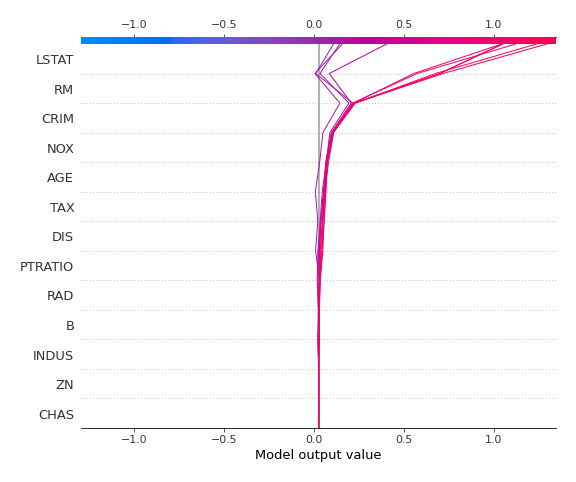 −1.0 −0.5 0.0 0.5 1.0
LSTAT
RM
CRIM
NOX
AGE
TAX
DIS
PTRATIO
RAD
B
INDUS
ZN
CHAS
−1.0 −0.5 0.0 0.5 1.0
Model output value